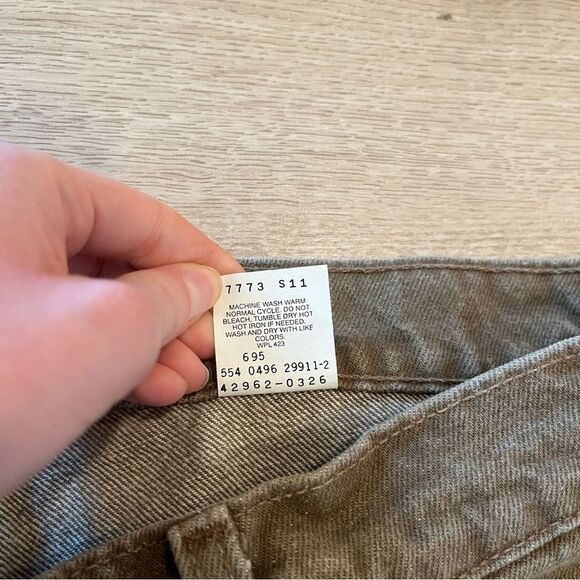 7773 S11
MACHINE WASH WARM
NORMAL CYCLE. DO NOT
BLEACH. TUMBLE DRY HOT
HOT IRON IF NEEDED.
WASH AND DRY WITH LIKE
COLORS.
WPL 423
695
554 0496 29911-2
42962-0326